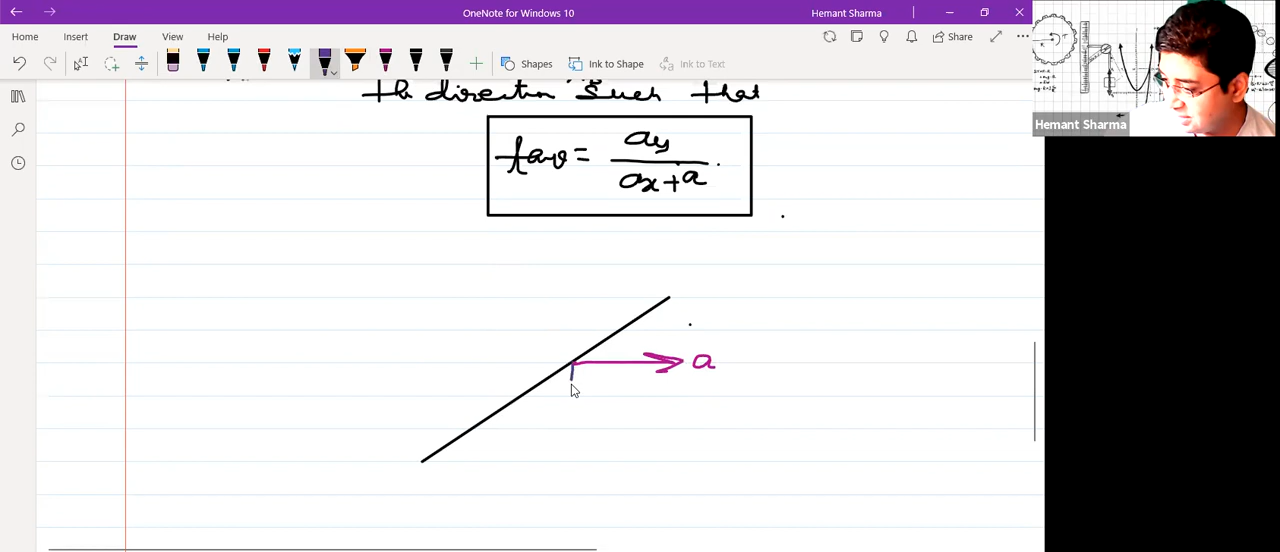 OneNote for Windows 10
Hemant Sharma
Home Insert Draw View Help
Share
Shapes Ink to Shape Ink to Text
Hemant Sharma
the direction such that
tanθ = ay / ax + a
a